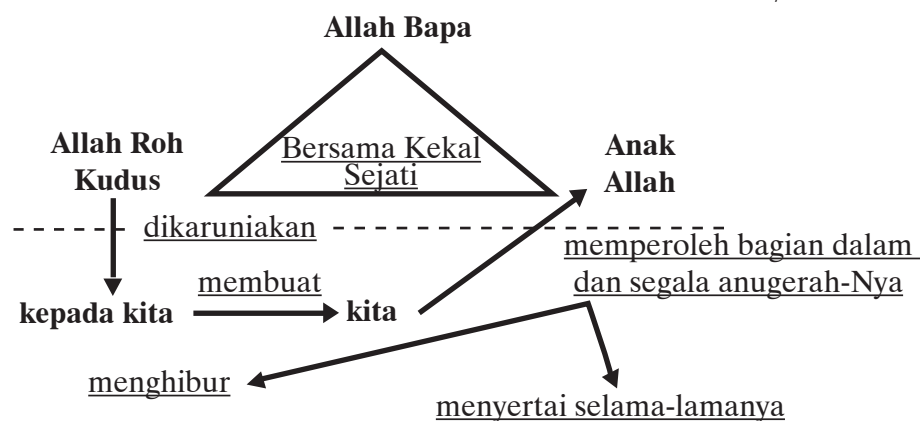 Allah Bapa
Allah Roh
Kudus
Bersama Kekal
Sejati
Anak
Allah
dikaruniakan
memperoleh bagian dalam
dan segala anugerah-Nya
membuat
kepada kita
kita
menghibur
menyertai selama-lamanya